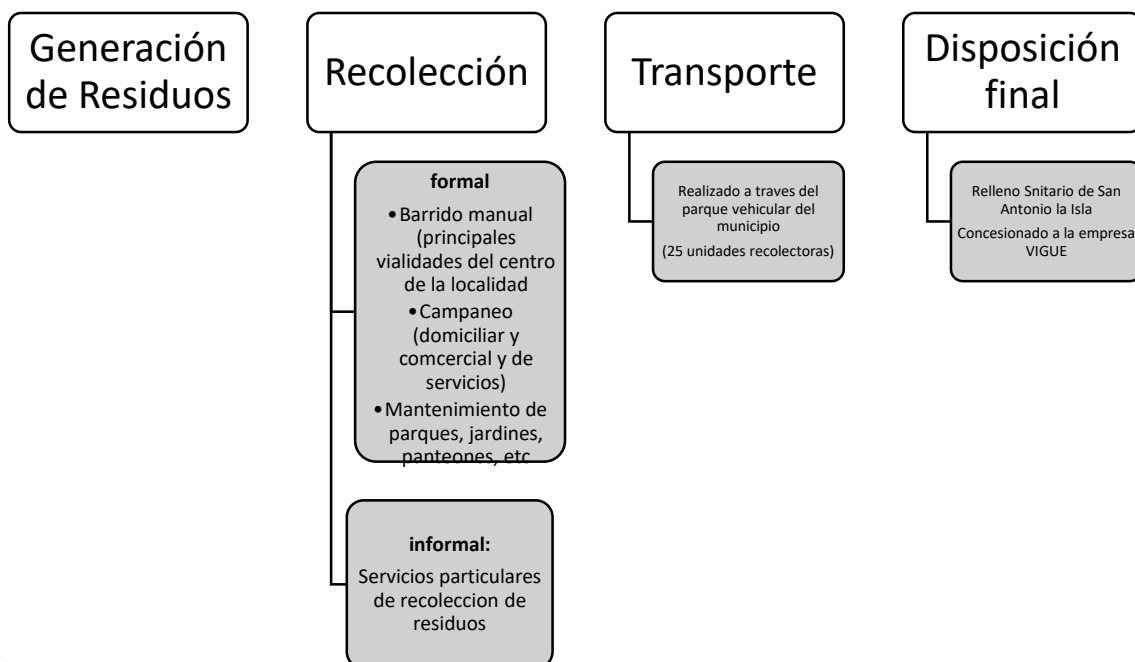 Generación
de Residuos
Recolección
formal
•Barrido manual
(principales
vialidades del centro
de la localidad
•Campaneo
(domiciliar y
comcercial y de
servicios)
•Mantenimiento de
parques, jardines,
panteones, etc
informal:
Servicios particulares
de recoleccion de
residuos
Transporte
Realizado a traves del
parque vehicular del
municipio
(25 unidades recolectoras)
Disposición
final
Relleno Snitario de San
Antonio la Isla
Concesionado a la empresa
VIGUE